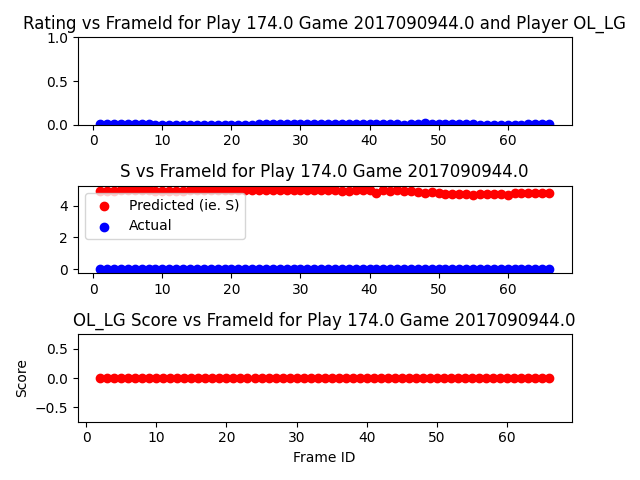 Rating vs FrameId for Play 174.0 Game 2017090944.0 and Player OL_LG
1.0
0.5
0.0
0 10 20 30 40 50 60
S vs FrameId for Play 174.0 Game 2017090944.0
4
2
0
Predicted (ie. S)
Actual
0 10 20 30 40 50 60
OL_LG Score vs FrameId for Play 174.0 Game 2017090944.0
Score
0.5
0.0
−0.5
0 10 20 30 40 50 60
Frame ID